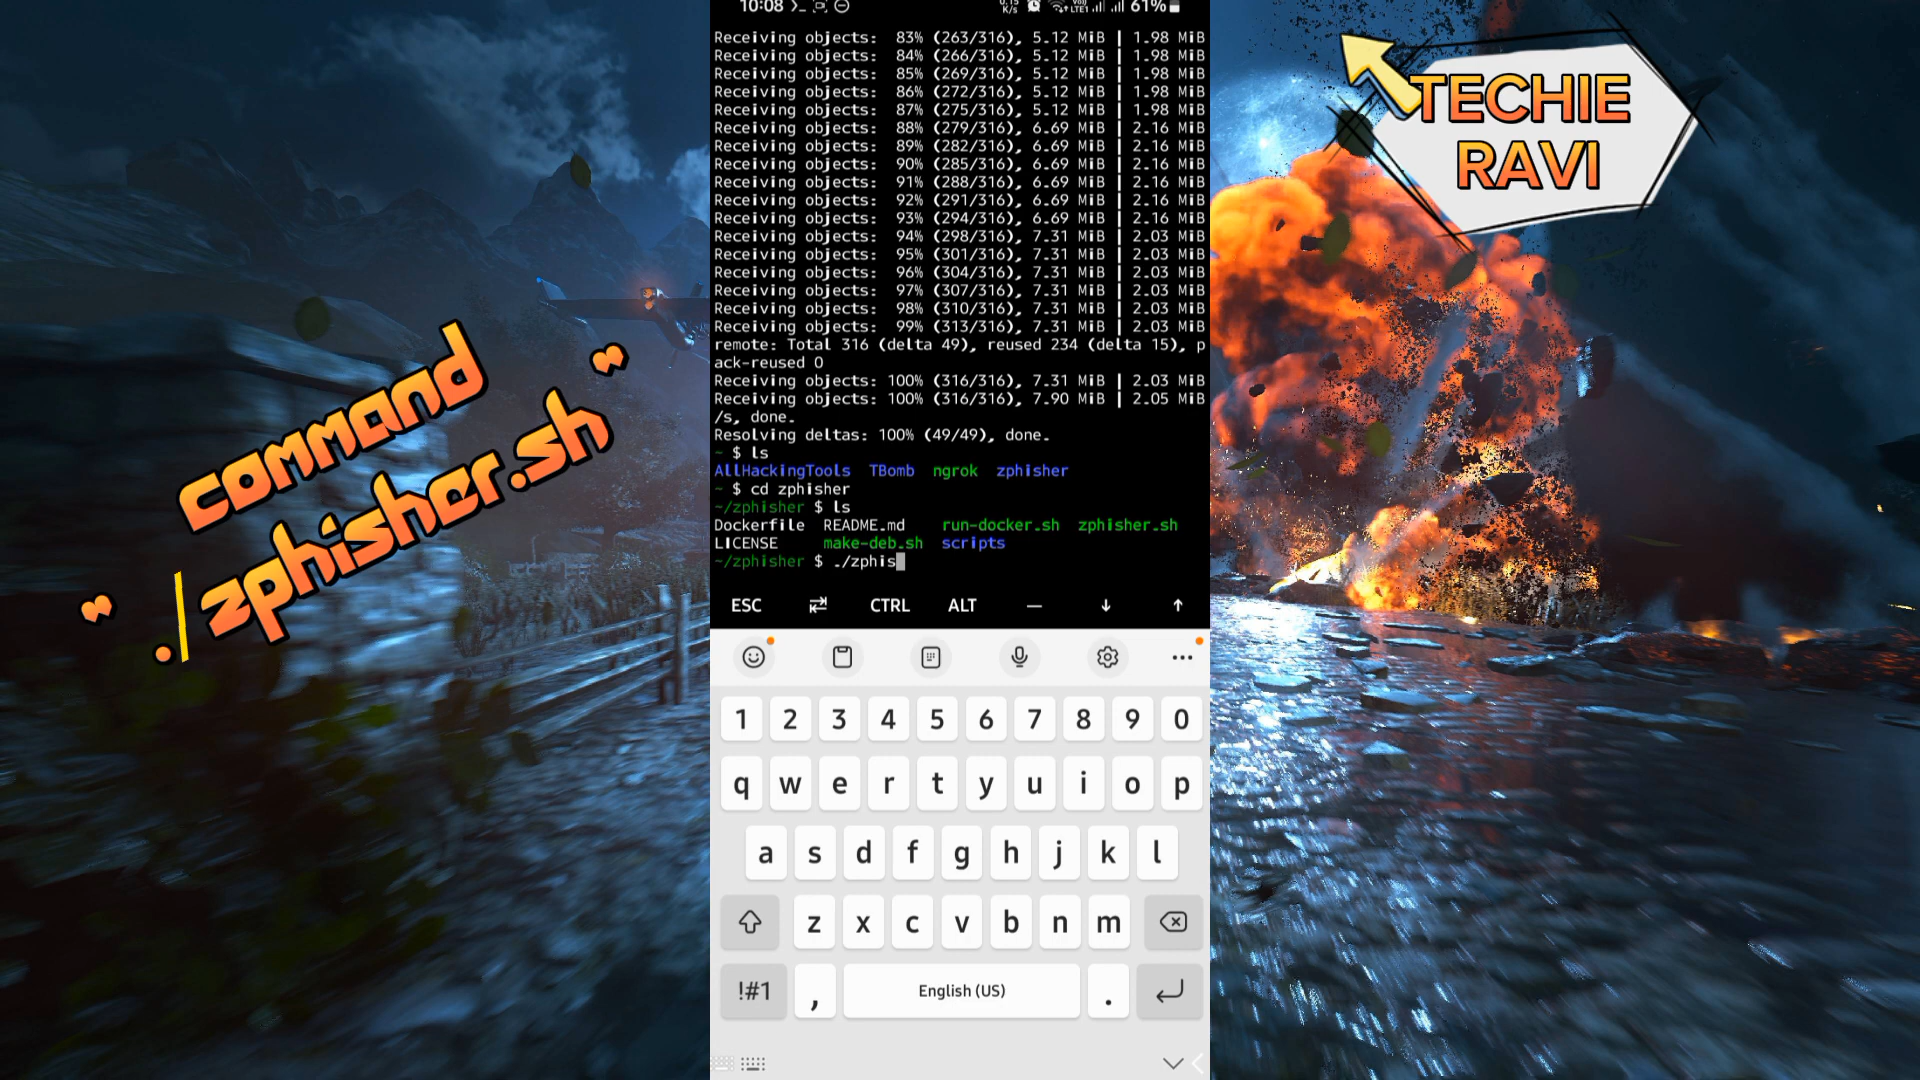 10:08
0.15
K/s
61%
Receiving objects:  83% (263/316), 5.12 MiB | 1.98 MiB
Receiving objects:  84% (266/316), 5.12 MiB | 1.98 MiB
Receiving objects:  85% (269/316), 5.12 MiB | 1.98 MiB
Receiving objects:  86% (272/316), 5.12 MiB | 1.98 MiB
Receiving objects:  87% (275/316), 5.12 MiB | 1.98 MiB
Receiving objects:  88% (279/316), 6.69 MiB | 2.16 MiB
Receiving objects:  89% (282/316), 6.69 MiB | 2.16 MiB
Receiving objects:  90% (285/316), 6.69 MiB | 2.16 MiB
Receiving objects:  91% (288/316), 6.69 MiB | 2.16 MiB
Receiving objects:  92% (291/316), 6.69 MiB | 2.16 MiB
Receiving objects:  93% (294/316), 6.69 MiB | 2.16 MiB
Receiving objects:  94% (298/316), 7.31 MiB | 2.03 MiB
Receiving objects:  95% (301/316), 7.31 MiB | 2.03 MiB
Receiving objects:  96% (304/316), 7.31 MiB | 2.03 MiB
Receiving objects:  97% (307/316), 7.31 MiB | 2.03 MiB
Receiving objects:  98% (310/316), 7.31 MiB | 2.03 MiB
Receiving objects:  99% (313/316), 7.31 MiB | 2.03 MiB
remote: Total 316 (delta 49), reused 234 (delta 15), p
ack-reused 0
Receiving objects: 100% (316/316), 7.31 MiB | 2.03 MiB
Receiving objects: 100% (316/316), 7.90 MiB | 2.05 MiB
/s, done.
Resolving deltas: 100% (49/49), done.
~ $ ls
AllHackingTools  TBomb  ngrok  zphisher
~ $ cd zphisher
~/zphisher $ ls
Dockerfile  README.md    run-docker.sh  zphisher.sh
LICENSE     make-deb.sh  scripts
~/zphisher $ ./zphis
ESC ⇄ CTRL ALT — ↓ ↑
1 2 3 4 5 6 7 8 9 0
q w e r t y u i o p
a s d f g h j k l
z x c v b n m
!#1 , English (US) .
command
" ./zphisher.sh "
TECHIE
RAVI